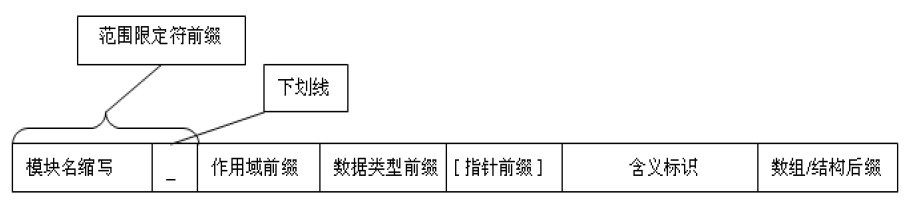 范围限定符前缀
下划线
模块名缩写 _ 作用域前缀 数据类型前缀 [ 指针前缀 ] 含义标识 数组/结构后缀